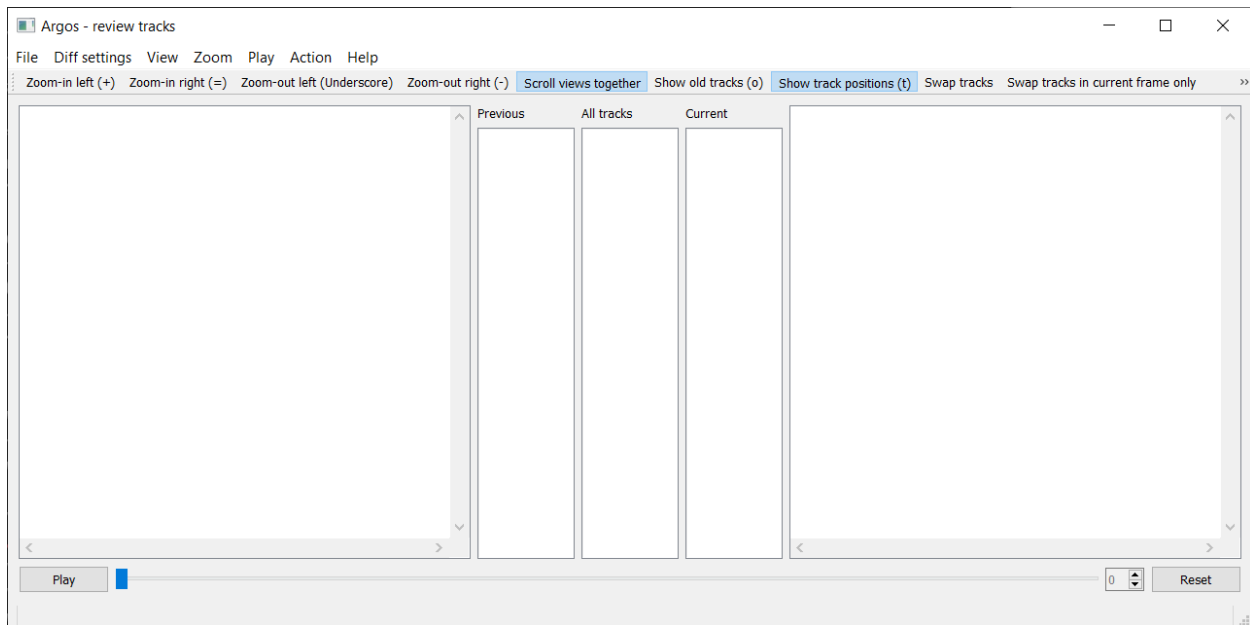 Argos - review tracks
File Diff settings View Zoom Play Action Help
Zoom-in left (+) Zoom-in right (=) Zoom-out left (Underscore) Zoom-out right (-) Scroll views together Show old tracks (o) Show track positions (t) Swap tracks Swap tracks in current frame only »
Previous All tracks Current
Play 0 Reset